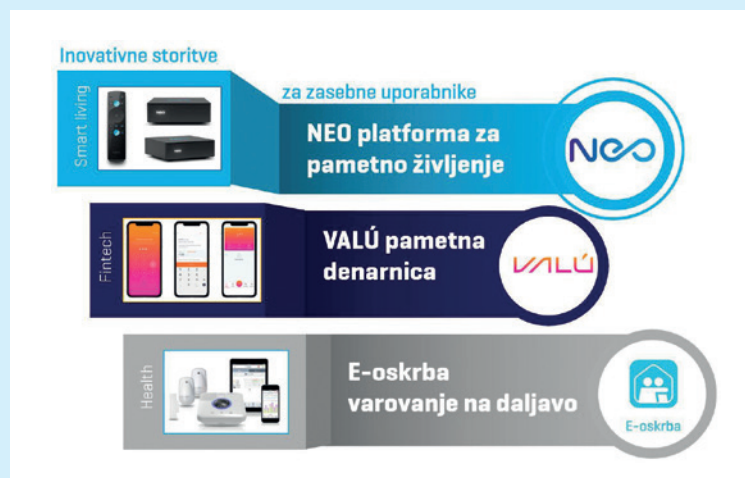 Inovativne storitve
za zasebne uporabnike
Smart living
NEO platforma za
pametno življenje
NEO
Fintech
VALÚ pametna
denarnica
VALÚ
Health
E-oskrba
varovanje na daljavo
E-oskrba